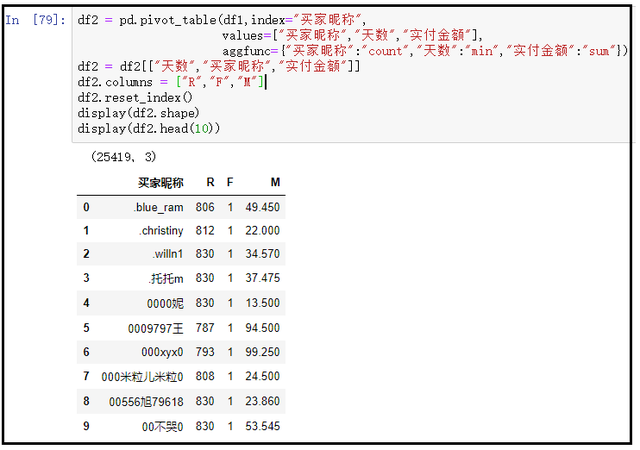 In [79]: df2 = pd.pivot_table(df1,index="买家昵称",
values=["买家昵称","天数","实付金额"],
aggfunc={"买家昵称":"count","天数":"min","实付金额":"sum"})
df2 = df2[["天数","买家昵称","实付金额"]]
df2.columns = ["R","F","M"]
df2.reset_index()
display(df2.shape)
display(df2.head(10))
(25419, 3)
买家昵称 R F M
0 .blue_ram 806 1 49.450
1 .christiny 812 1 22.000
2 .willn1 830 1 34.570
3 .托托m 830 1 37.475
4 0000妮 830 1 13.500
5 0009797王 787 1 94.500
6 000xyx0 793 1 99.250
7 000米粒儿米粒0 808 1 24.500
8 00556旭79618 830 1 23.860
9 00不哭0 830 1 53.545